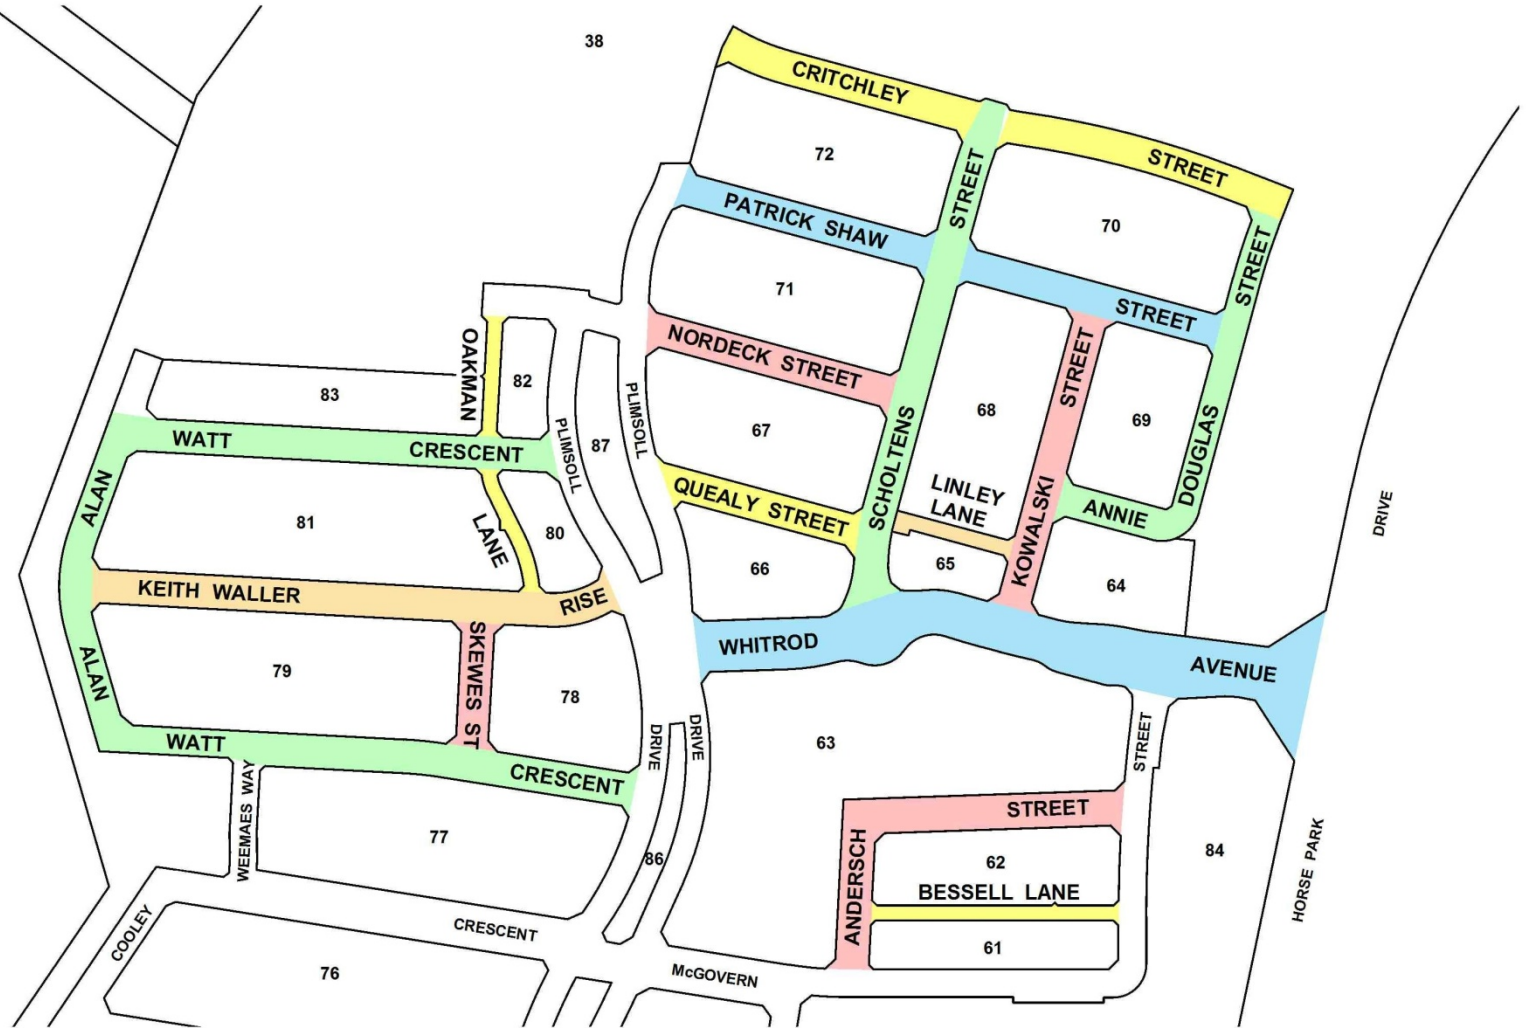 38
CRITCHLEY
STREET
72
STREET
70
PATRICK SHAW
STREET
STREET
71
NORDECK STREET
STREET
OAKMAN
82
83
PLIMSOLL
PLIMSOLL
87
67
68
69
SCHOLTENS
KOWALSKI
DOUGLAS
WATT
CRESCENT
ALAN
QUEALY STREET
LINLEY
LANE
ANNIE
DRIVE
81
LANE
80
66
65
64
KEITH WALLER
RISE
WHITROD
AVENUE
SKEWES ST
ALAN
79
78
DRIVE
DRIVE
63
STREET
WATT
CRESCENT
WEEMAES WAY
77
86
STREET
ANDERSCH
62
84
HORSE PARK
BESSELL LANE
61
COOLEY
CRESCENT
76
McGOVERN